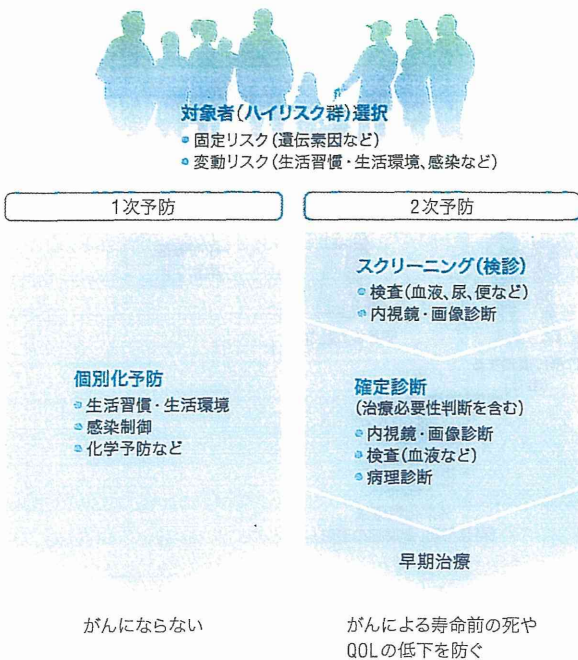 対象者(ハイリスク群)選択
固定リスク(遺伝素因など)
変動リスク(生活習慣・生活環境、感染など)
1次予防
2次予防
個別化予防
生活習慣・生活環境
感染制御
化学予防など
がんにならない
スクリーニング(検診)
検査(血液、尿、便など)
内視鏡・画像診断
確定診断
(治療必要性判断を含む)
内視鏡・画像診断
検査(血液など)
病理診断
早期治療
がんによる寿命前の死や
QOLの低下を防ぐ